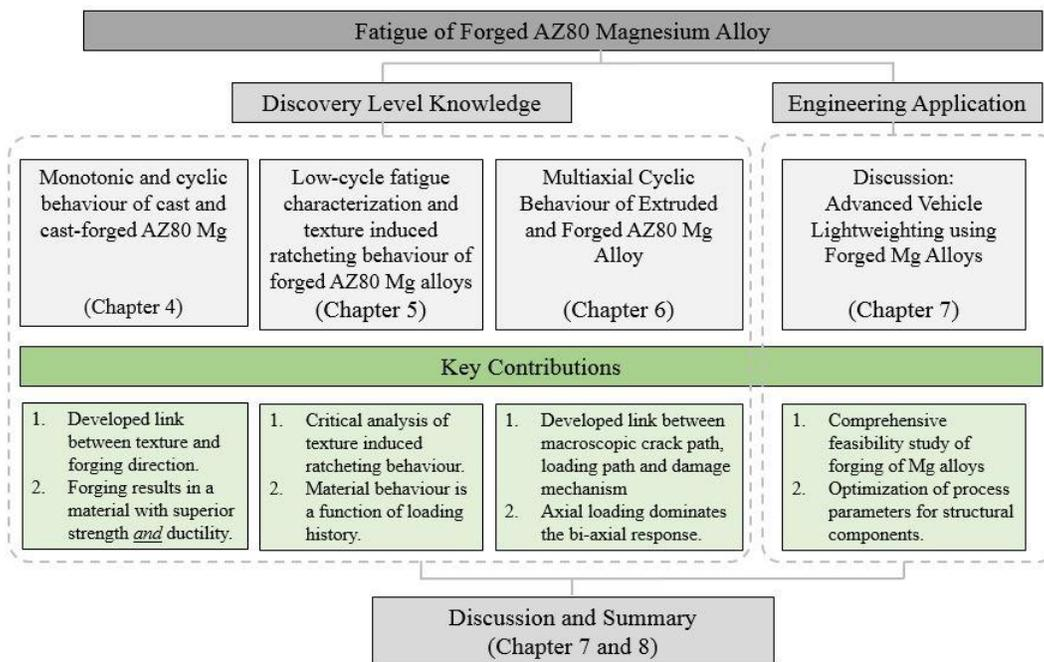 Fatigue of Forged AZ80 Magnesium Alloy
Discovery Level Knowledge
Engineering Application
Monotonic and cyclic
behaviour of cast and
cast-forged AZ80 Mg
(Chapter 4)
Low-cycle fatigue
characterization and
texture induced
ratcheting behaviour of
forged AZ80 Mg alloys
(Chapter 5)
Multiaxial Cyclic
Behaviour of Extruded
and Forged AZ80 Mg
Alloy
(Chapter 6)
Discussion:
Advanced Vehicle
Lightweighting using
Forged Mg Alloys
(Chapter 7)
Key Contributions
1. Developed link
between texture and
forging direction.
2. Forging results in a
material with superior
strength and ductility.
1. Critical analysis of
texture induced
ratcheting behaviour.
2. Material behaviour is
a function of loading
history.
1. Developed link between
macroscopic crack path,
loading path and damage
mechanism
2. Axial loading dominates
the bi-axial response.
1. Comprehensive
feasibility study of
forging of Mg alloys
2. Optimization of process
parameters for structural
components.
Discussion and Summary
(Chapter 7 and 8)